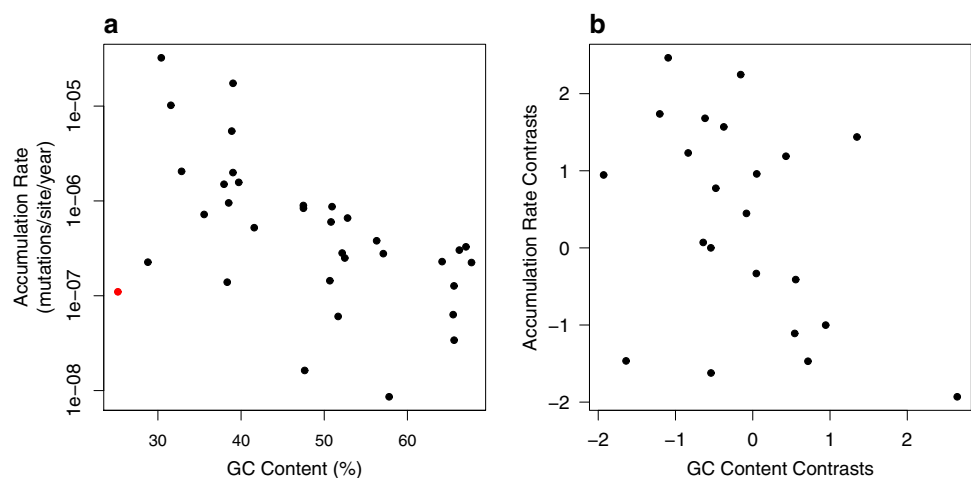 a
1e−05
1e−06
1e−07
1e−08
Accumulation Rate
(mutations/site/year)
30 40 50 60
GC Content (%)
b
2
1
0
−1
−2
Accumulation Rate Contrasts
−2 −1 0 1 2
GC Content Contrasts